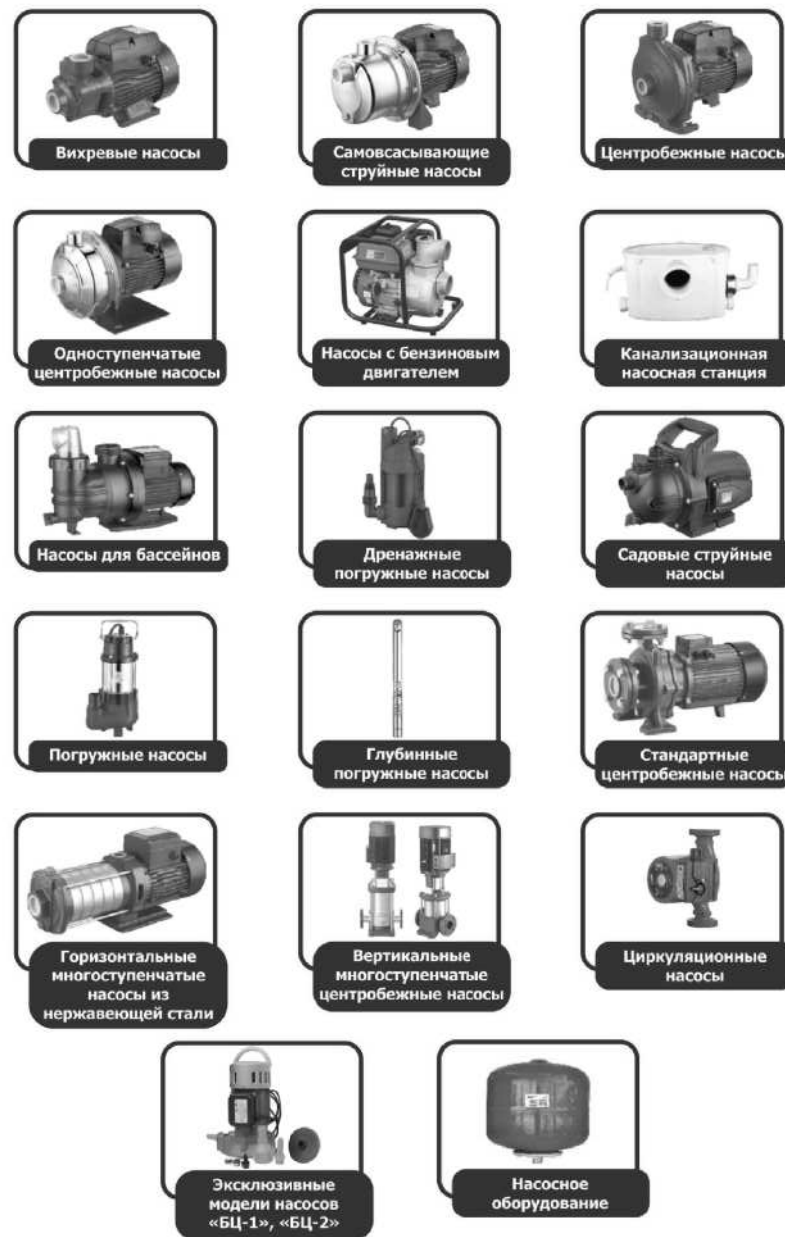 Вихревые насосы
Самовсасывающие
струйные насосы
Центробежные насосы
Одноступенчатые
центробежные насосы
Насосы с бензиновым
двигателем
Канализационная
насосная станция
Насосы для бассейнов
Дренажные
погружные насосы
Садовые струйные
насосы
Погружные насосы
Глубинные
погружные насосы
Стандартные
центробежные насосы
Горизонтальные
многоступенчатые
насосы из
нержавеющей стали
Вертикальные
многоступенчатые
центробежные насосы
Циркуляционные
насосы
Эксклюзивные
модели насосов
«БЦ-1», «БЦ-2»
Насосное
оборудование